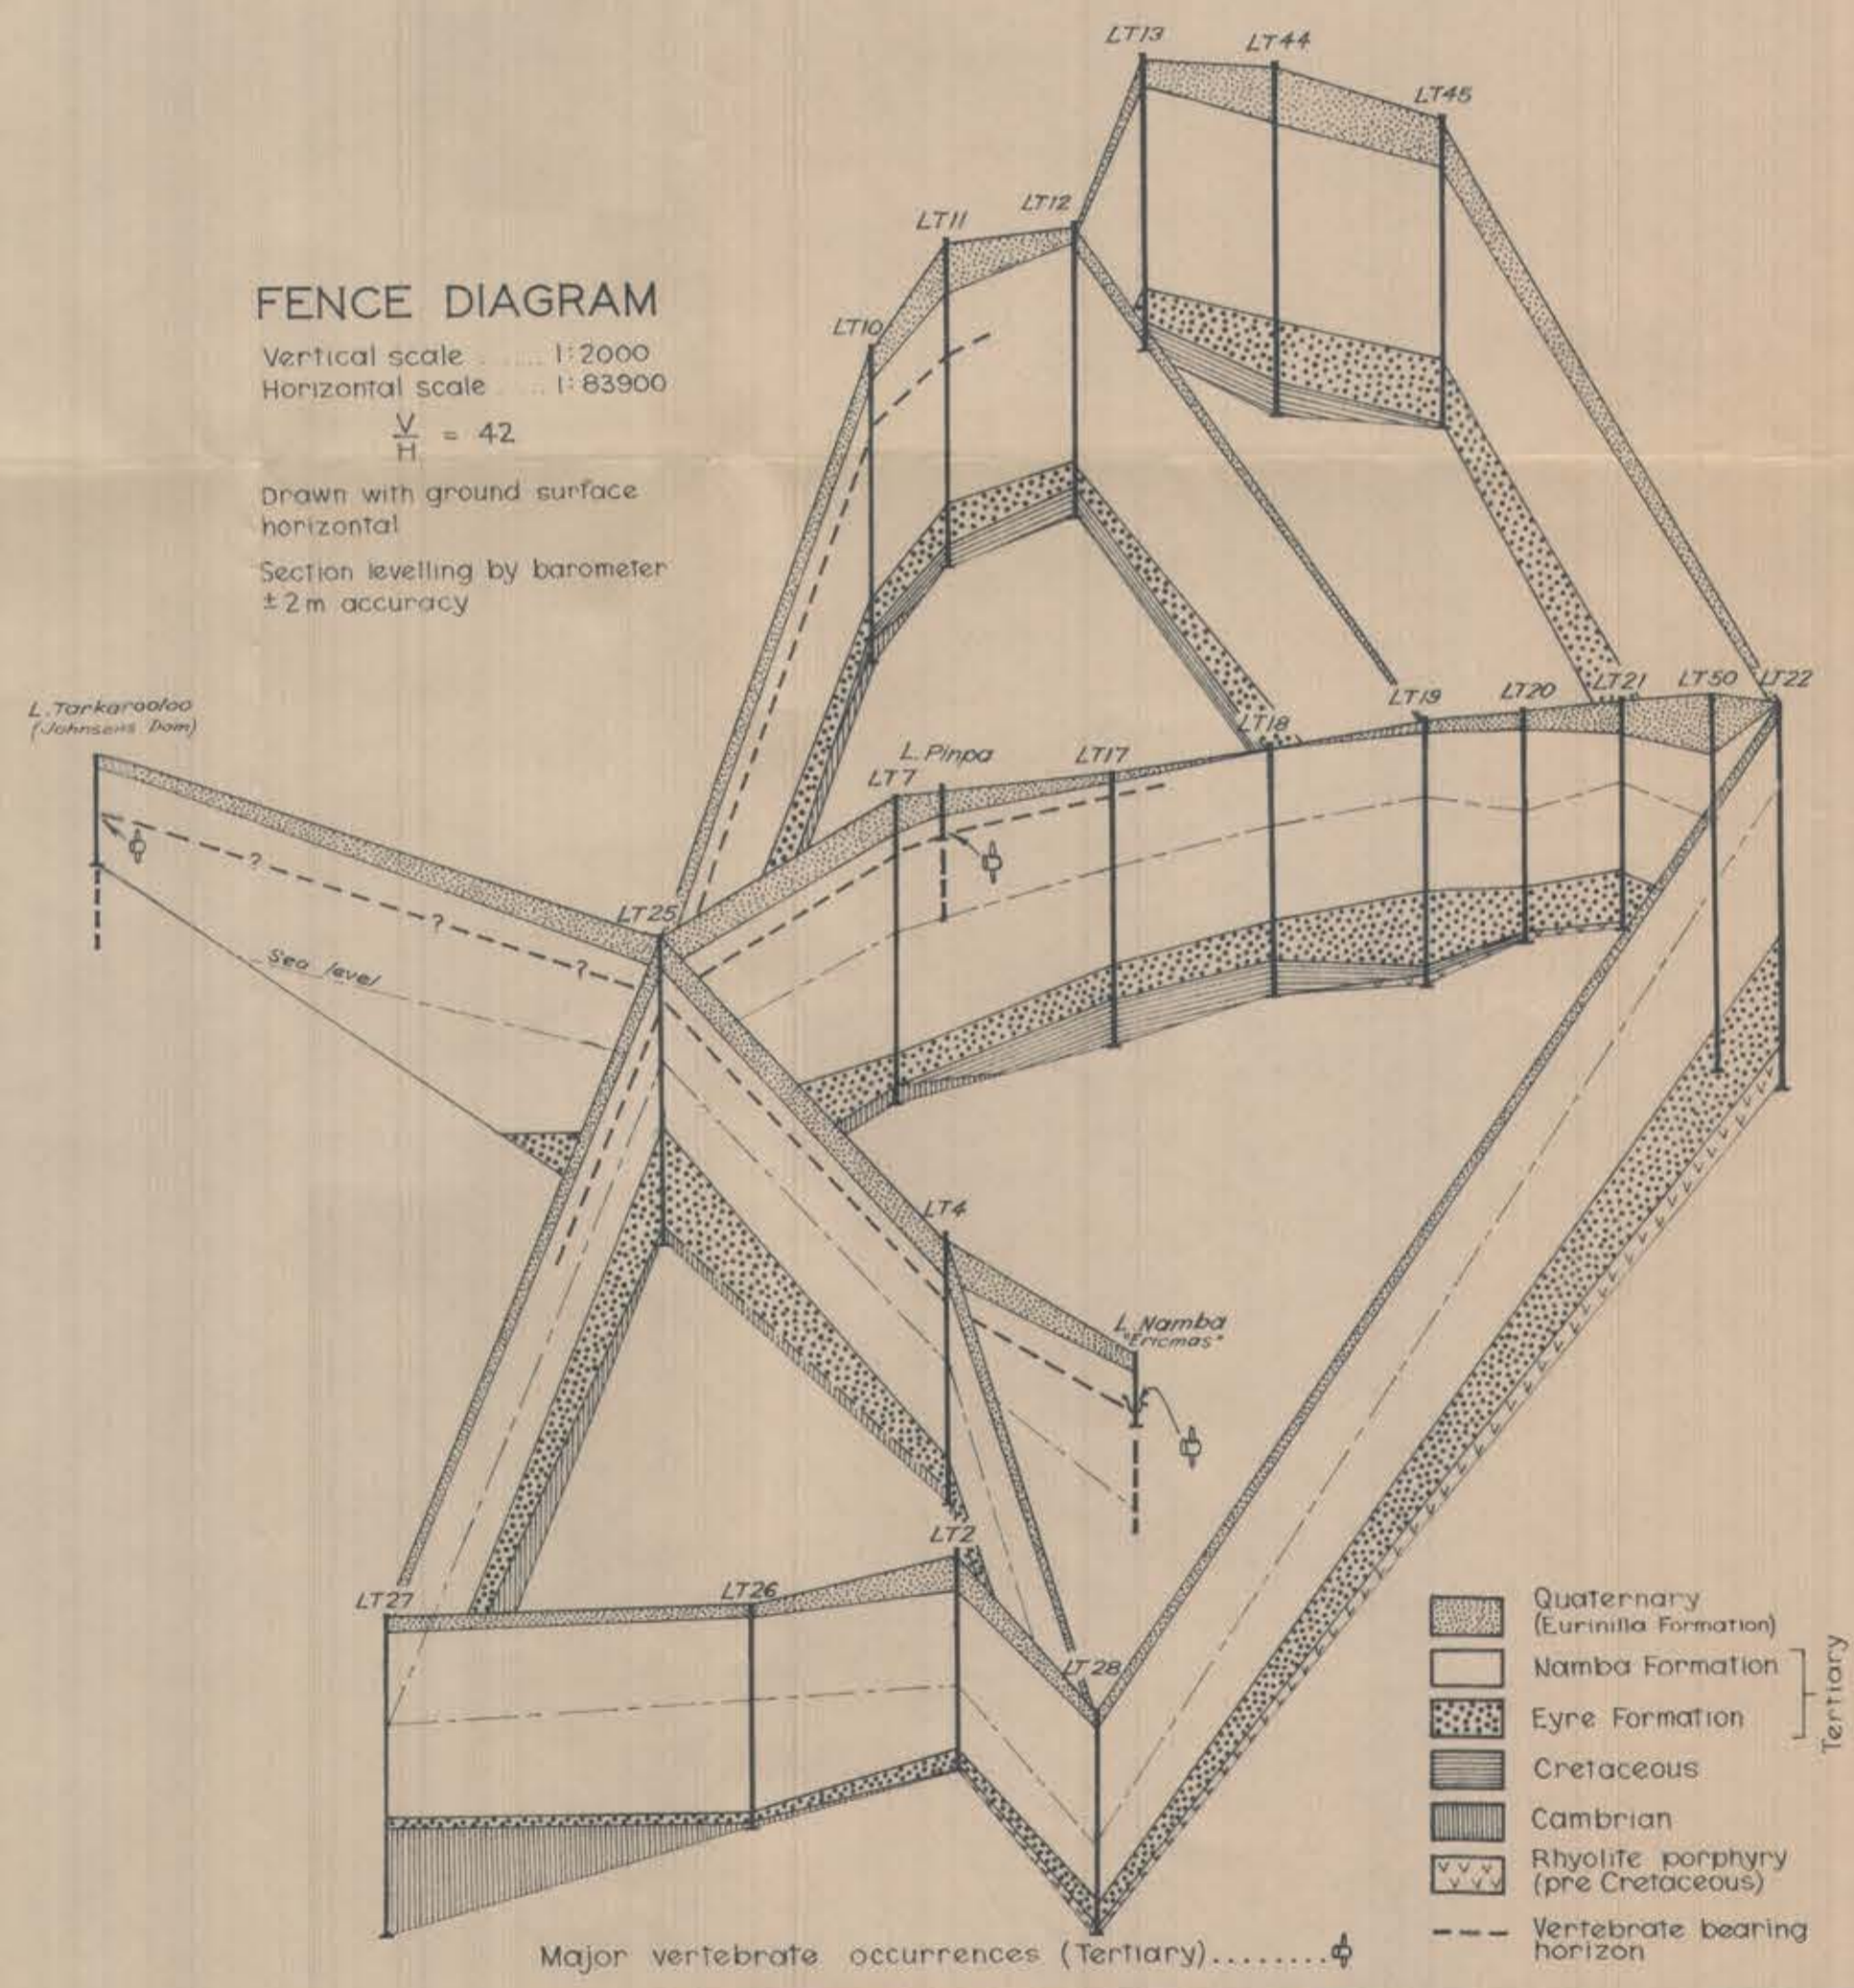 LT13
LT44
LT45
LT11
LT12
LT10
FENCE DIAGRAM
Vertical scale ...... 1:2000
Horizontal scale .... 1:83900
V/H = 42
Drawn with ground surface
horizontal
Section levelling by barometer
±2m accuracy
L. Tarkarooloo
(Johnsens Dam)
LT7
L. Pinpa
LT17
LT18
LT19
LT20
LT21
LT50
LT22
?
?
?
LT25
Sea level
LT4
L. Namba
"Ericmas"
LT2
LT27
LT26
LT28
Quaternary
(Eurinilla Formation)
Namba Formation
Eyre Formation
Tertiary
Cretaceous
Cambrian
Rhyolite porphyry
(pre Cretaceous)
Vertebrate bearing
horizon
Major vertebrate occurrences (Tertiary)........